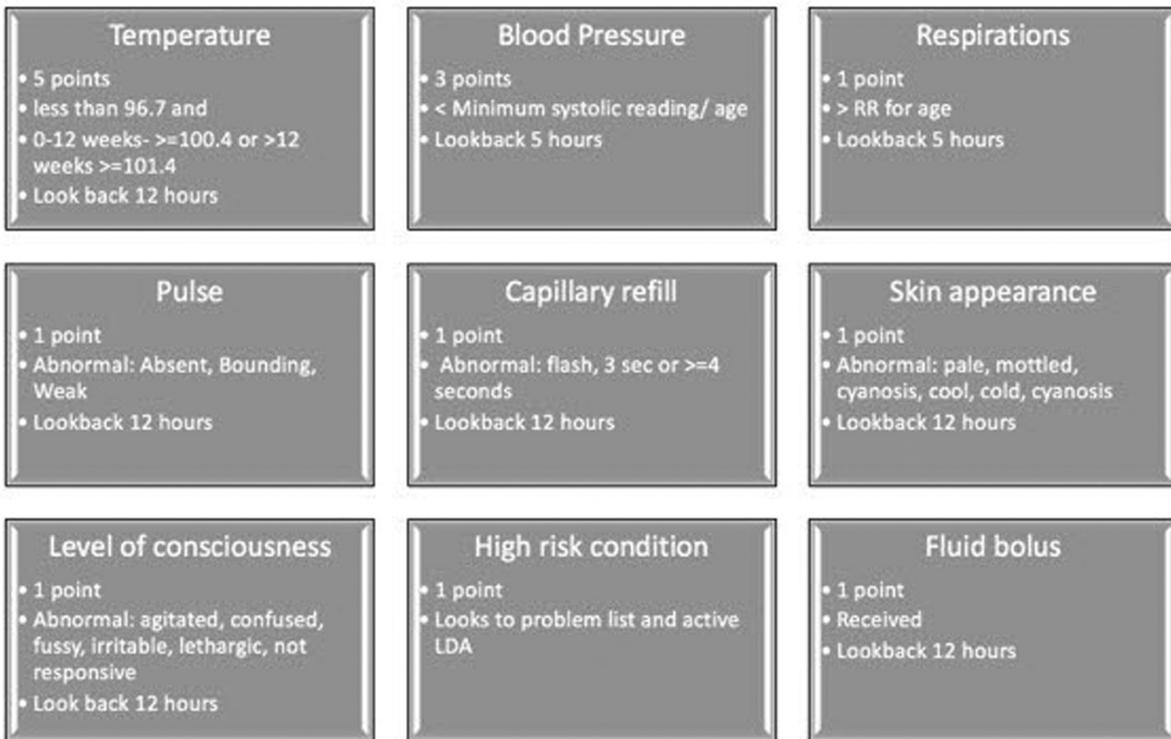 Temperature
• 5 points
• less than 96.7 and
• 0-12 weeks- >=100.4 or >12
weeks >=101.4
• Look back 12 hours
Blood Pressure
• 3 points
• < Minimum systolic reading/ age
• Lookback 5 hours
Respirations
• 1 point
• > RR for age
• Lookback 5 hours
Pulse
• 1 point
• Abnormal: Absent, Bounding,
Weak
• Lookback 12 hours
Capillary refill
• 1 point
• Abnormal: flash, 3 sec or >=4
seconds
• Lookback 12 hours
Skin appearance
• 1 point
• Abnormal: pale, mottled,
cyanosis, cool, cold, cyanosis
• Lookback 12 hours
Level of consciousness
• 1 point
• Abnormal: agitated, confused,
fussy, irritable, lethargic, not
responsive
• Look back 12 hours
High risk condition
• 1 point
• Looks to problem list and active
LDA
Fluid bolus
• 1 point
• Received
• Lookback 12 hours